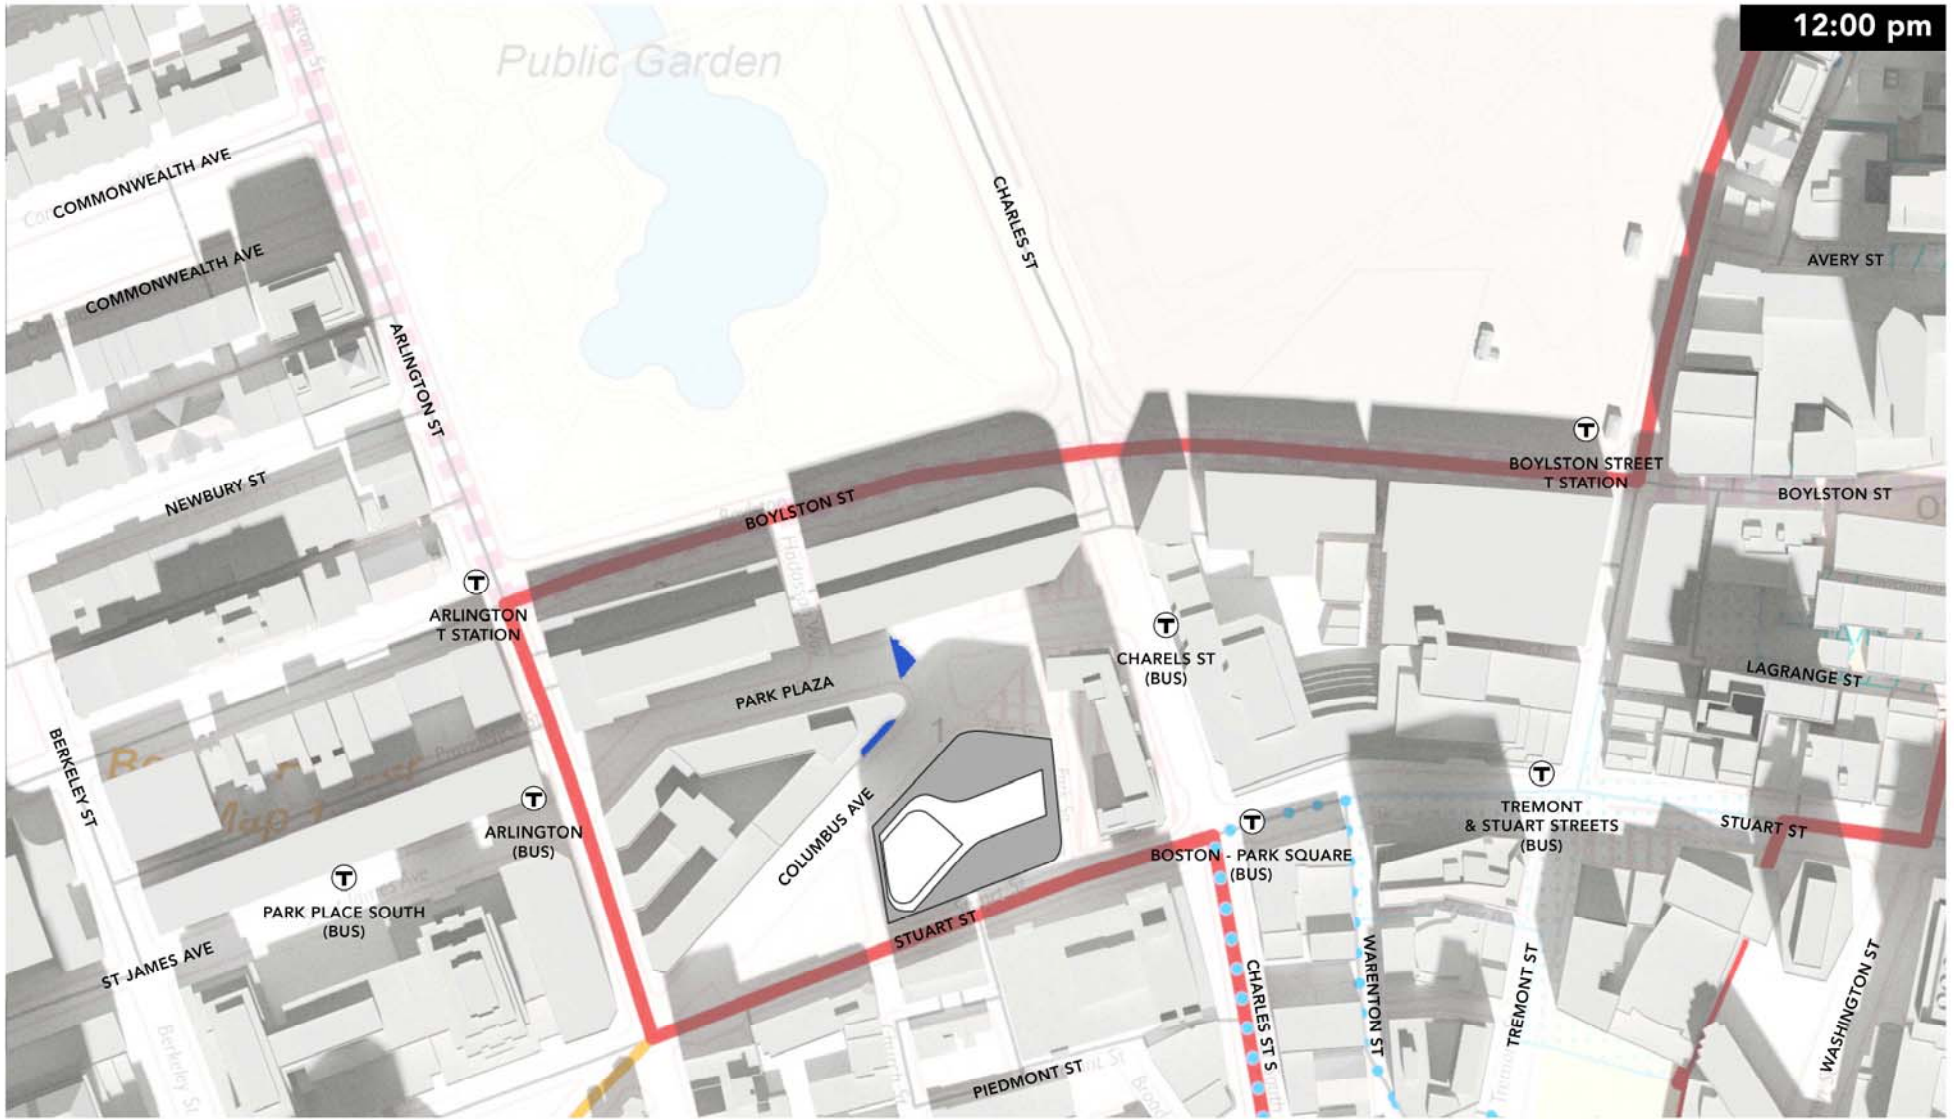 12:00 pm
Public Garden
COMMONWEALTH AVE
CHARLES ST
COMMONWEALTH AVE
AVERY ST
ARLINGTON ST
NEWBURY ST
T
BOYLSTON STREET
T STATION
BOYLSTON ST
BOYLSTON ST
T
ARLINGTON
T STATION
T
CHARELS ST
(BUS)
LAGRANGE ST
PARK PLAZA
1
BERKELEY ST
T
ARLINGTON
(BUS)
COLUMBUS AVE
T
TREMONT
& STUART STREETS
(BUS)
STUART ST
T
BOSTON - PARK SQUARE
(BUS)
T
PARK PLACE SOUTH
(BUS)
STUART ST
ST JAMES AVE
CHARLES ST S
WARENTON ST
TREMONT ST
WASHINGTON ST
Berkeley St
PIEDMONT ST